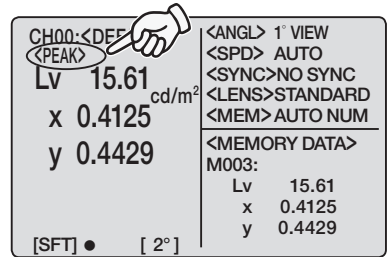 CH00:<DEF
<PEAK>
Lv 15.61 cd/m²
x 0.4125
y 0.4429
[SFT] ● [ 2°]
<ANGL> 1° VIEW
<SPD> AUTO
<SYNC>NO SYNC
<LENS>STANDARD
<MEM>AUTO NUM
<MEMORY DATA>
M003:
Lv 15.61
x 0.4125
y 0.4429